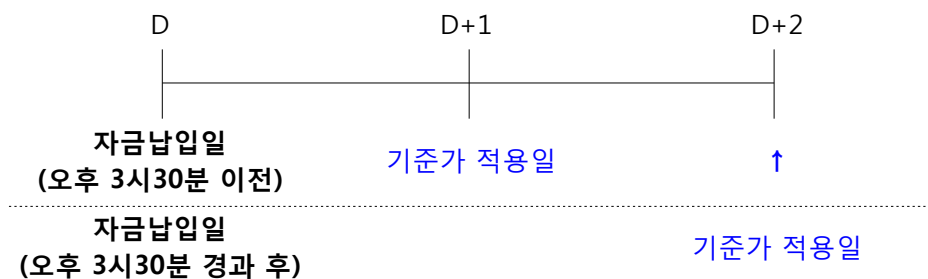 D D+1 D+2
자금납입일
(오후 3시30분 이전)
기준가 적용일
↑
자금납입일
(오후 3시30분 경과 후)
기준가 적용일